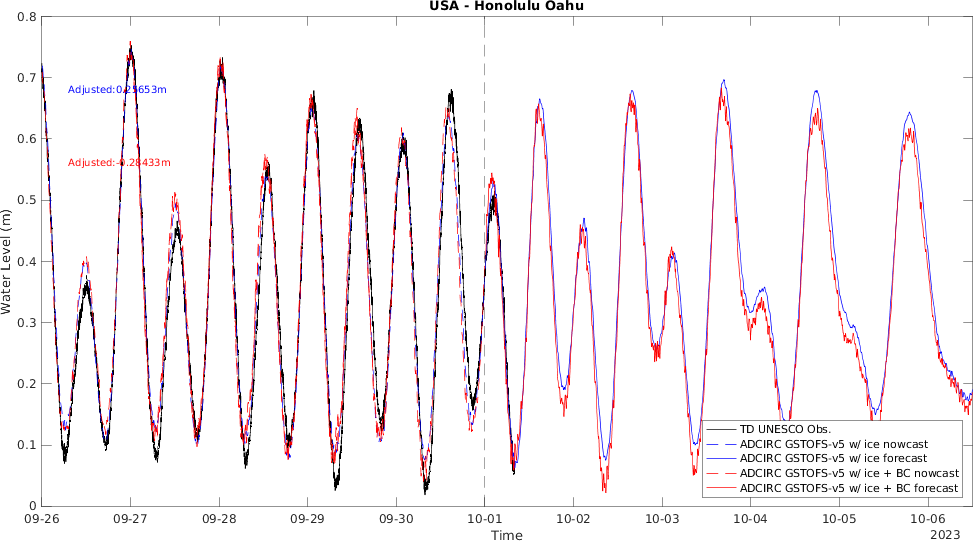 USA - Honolulu Oahu
0.8
0.7
0.6
0.5
0.4
0.3
0.2
0.1
0
Water Level (m)
Adjusted:0.25653m
Adjusted:-0.28433m
TD UNESCO Obs.
ADCIRC GSTOFS-v5 w/ ice nowcast
ADCIRC GSTOFS-v5 w/ ice forecast
ADCIRC GSTOFS-v5 w/ ice + BC nowcast
ADCIRC GSTOFS-v5 w/ ice + BC forecast
09-26 09-27 09-28 09-29 09-30 10-01 10-02 10-03 10-04 10-05 10-06
Time
2023